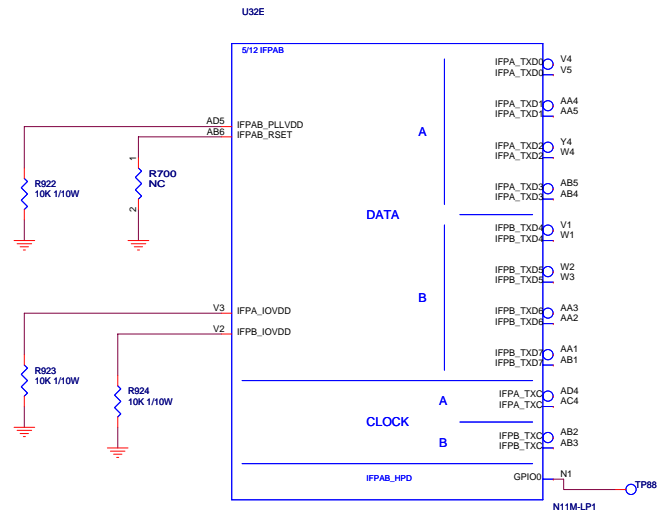 U32E
5/12 IFPAB
IFPA_TXD0 V4
IFPA_TXD0 V5
IFPA_TXD1 AA4
IFPA_TXD1 AA5
AD5 IFPAB_PLLVDD
AB6 IFPAB_RSET
A
IFPA_TXD2 Y4
IFPA_TXD2 W4
1
R700
NC
2
R922
10K 1/10W
IFPA_TXD3 AB5
IFPA_TXD3 AB4
DATA
IFPB_TXD4 V1
IFPB_TXD4 W1
IFPB_TXD5 W2
IFPB_TXD5 W3
B
V3 IFPA_IOVDD
IFPB_TXD6 AA3
IFPB_TXD6 AA2
V2 IFPB_IOVDD
IFPB_TXD7 AA1
IFPB_TXD7 AB1
R923
10K 1/10W
R924
10K 1/10W
A
IFPA_TXC AD4
IFPA_TXC AC4
CLOCK
B
IFPB_TXC AB2
IFPB_TXC AB3
IFPAB_HPD
GPIO0 N1
TP88
N11M-LP1